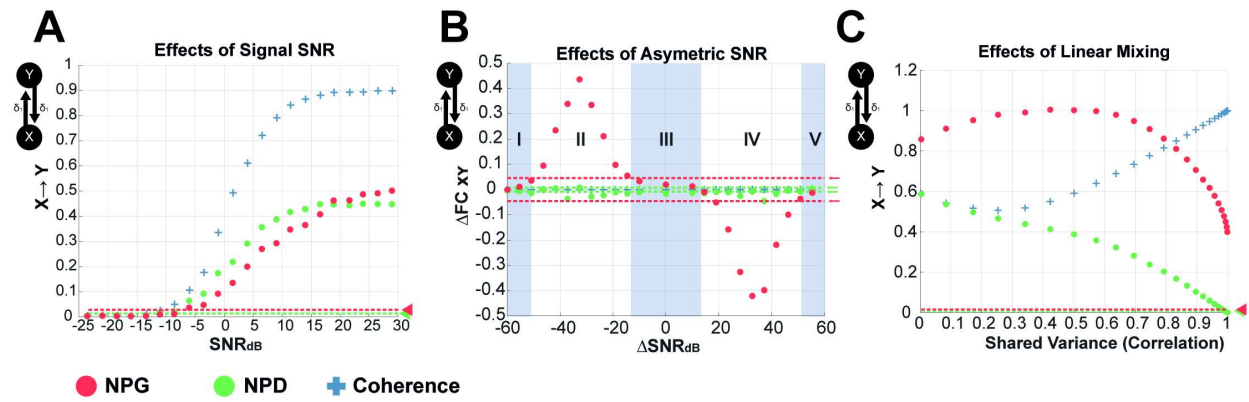 A
Effects of Signal SNR
Y
δ₁ δ₁
X
X→ Y
1
0.9
0.8
0.7
0.6
0.5
0.4
0.3
0.2
0.1
0
-25 -20 -15 -10 -5 0 5 10 15 20 25 30
SNRdB
B
Effects of Asymetric SNR
Y
δ₁ δ₁
X
ΔFC XY
0.5
0.4
0.3
0.2
0.1
0
-0.1
-0.2
-0.3
-0.4
-0.5
I II III IV V
-60 -40 -20 0 20 40 60
ΔSNRdB
C
Effects of Linear Mixing
Y
δ₁ δ₁
X
X→ Y
1.2
1
0.8
0.6
0.4
0.2
0
0 0.1 0.2 0.3 0.4 0.5 0.6 0.7 0.8 0.9 1
Shared Variance (Correlation)
NPG NPD Coherence